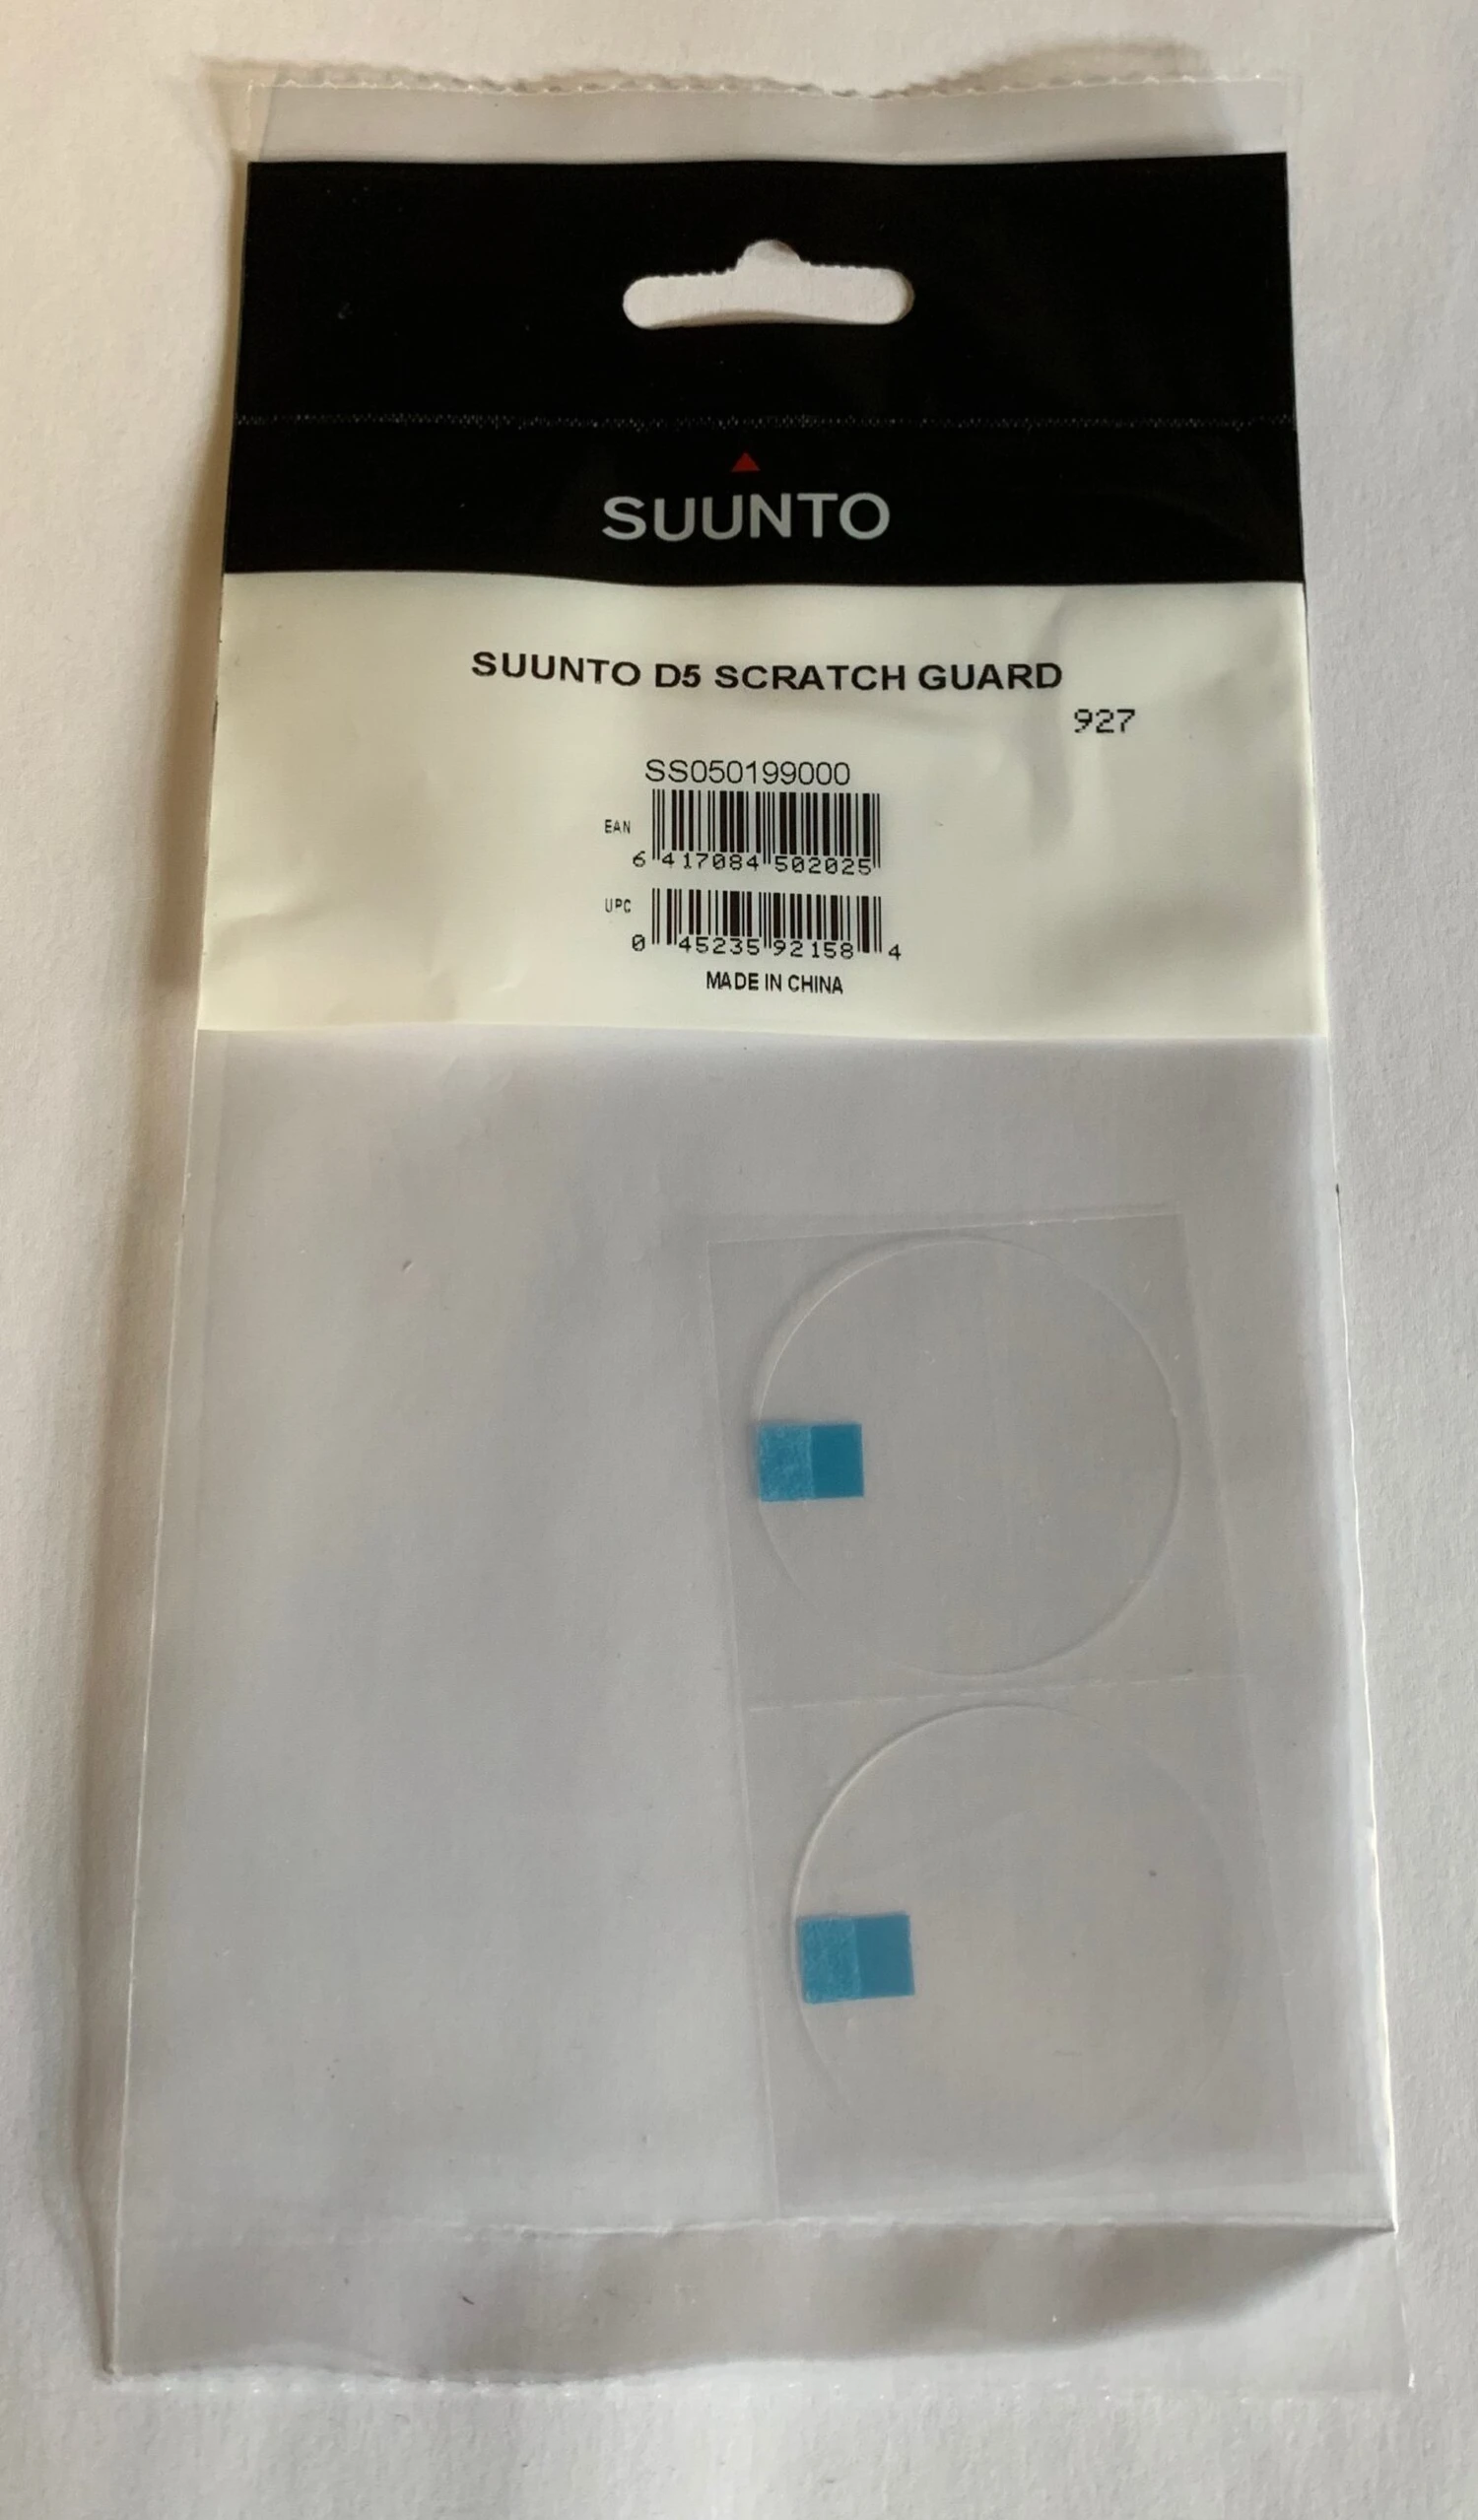 SUUNTO
SUUNTO D5 SCRATCH GUARD
927
SS050199000
EAN
6 417084 502025
UPC
0 45235 92158 4
MADE IN CHINA